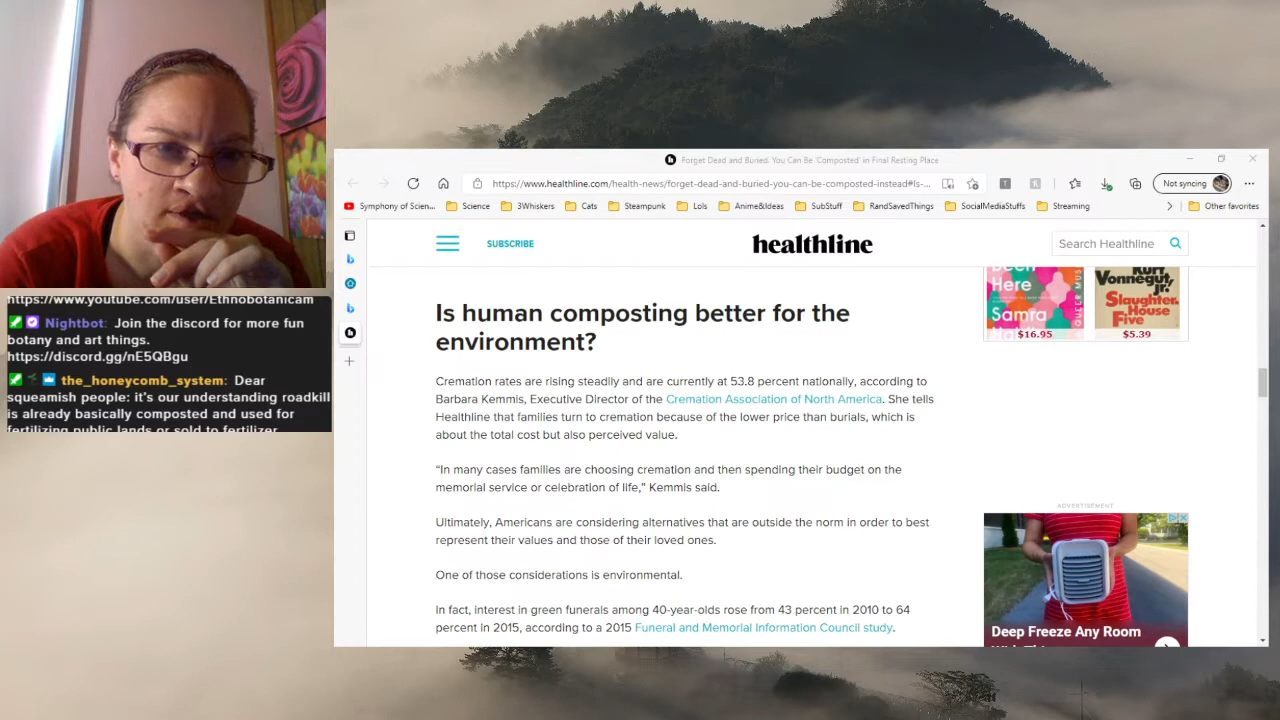 https://www.youtube.com/user/Ethnobotanicam
Nightbot: Join the discord for more fun
botany and art things.
https://discord.gg/nE5QBgu
the_honeycomb_system: Dear
squeamish people: it's our understanding roadkill
is already basically composted and used for
fertilizing public lands or sold to fertilizer
Forget Dead and Buried. You Can Be 'Composted' in Final Resting Place
https://www.healthline.com/health-news/forget-dead-and-buried-you-can-be-composted-instead#Is-...
Not syncing
Symphony of Scien...
Science
3Whiskers
Cats
Steampunk
Lols
Anime&Ideas
SubStuff
RandSavedThings
SocialMediaStuffs
Streaming
Other favorites
SUBSCRIBE
healthline
Search Healthline
Is human composting better for the
environment?
Cremation rates are rising steadily and are currently at 53.8 percent nationally, according to
Barbara Kemmis, Executive Director of the Cremation Association of North America. She tells
Healthline that families turn to cremation because of the lower price than burials, which is
about the total cost but also perceived value.
“In many cases families are choosing cremation and then spending their budget on the
memorial service or celebration of life,” Kemmis said.
Ultimately, Americans are considering alternatives that are outside the norm in order to best
represent their values and those of their loved ones.
One of those considerations is environmental.
In fact, interest in green funerals among 40-year-olds rose from 43 percent in 2010 to 64
percent in 2015, according to a 2015 Funeral and Memorial Information Council study.
Here
Samra
QUEER
$16.95
Kurt
Vonnegut,
Jr.
Slaughter-
House
Five
$5.39
ADVERTISEMENT
Deep Freeze Any Room